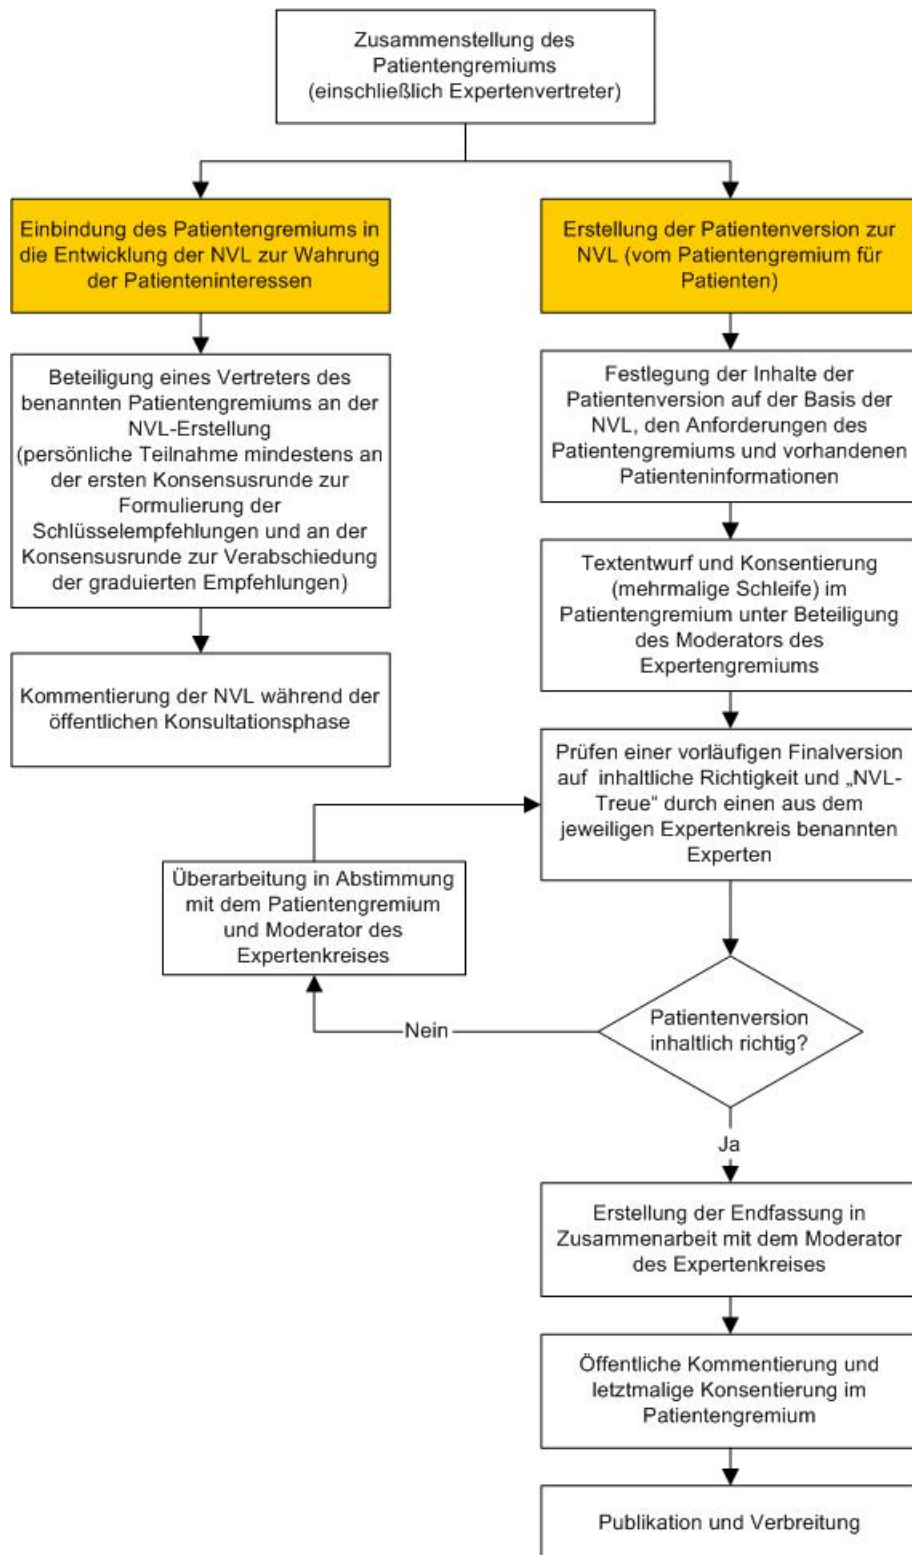 Zusammenstellung des
Patientengremiums
(einschließlich Expertenvertreter)
Einbindung des Patientengremiums in
die Entwicklung der NVL zur Wahrung
der Patienteninteressen
Beteiligung eines Vertreters des
benannten Patientengremiums an der
NVL-Erstellung
(persönliche Teilnahme mindestens an
der ersten Konsensusrunde zur
Formulierung der
Schlüsselempfehlungen und an der
Konsensusrunde zur Verabschiedung
der graduierten Empfehlungen)
Kommentierung der NVL während der
öffentlichen Konsultationsphase
Erstellung der Patientenversion zur
NVL (vom Patientengremium für
Patienten)
Festlegung der Inhalte der
Patientenversion auf der Basis der
NVL, den Anforderungen des
Patientengremiums und vorhandenen
Patienteninformationen
Textentwurf und Konsentierung
(mehrmalige Schleife) im
Patientengremium unter Beteiligung
des Moderators des
Expertengremiums
Prüfen einer vorläufigen Finalversion
auf inhaltliche Richtigkeit und „NVL-
Treue“ durch einen aus dem
jeweiligen Expertenkreis benannten
Experten
Überarbeitung in Abstimmung
mit dem Patientengremium
und Moderator des
Expertenkreises
Patientenversion
inhaltlich richtig?
Nein
Ja
Erstellung der Endfassung in
Zusammenarbeit mit dem Moderator
des Expertenkreises
Öffentliche Kommentierung und
letztmalige Konsentierung im
Patientengremium
Publikation und Verbreitung